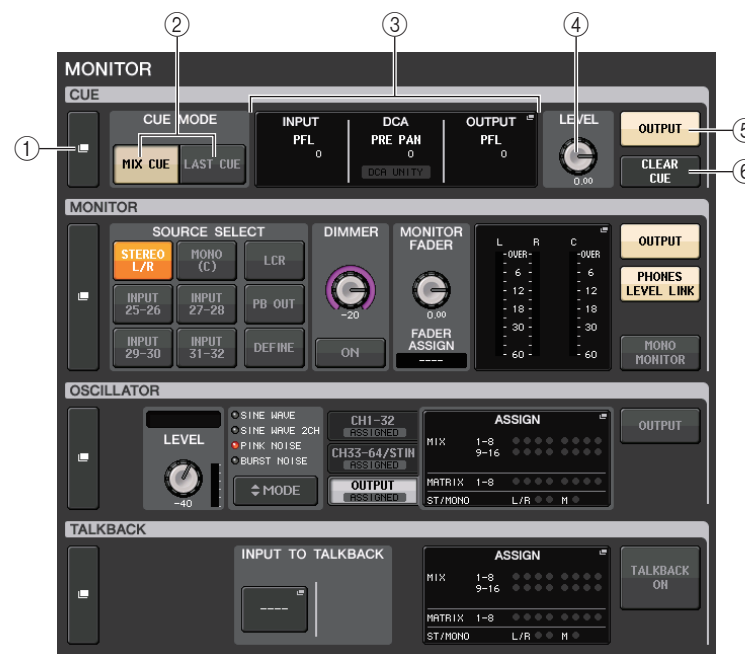 ② ③ ④
MONITOR
CUE
CUE MODE
MIX CUE LAST CUE
INPUT
PFL
0
DCA
PRE PAN
0
DCA UNITY
OUTPUT
PFL
0
LEVEL
0.00
OUTPUT
CLEAR
CUE
①
⑤
⑥
MONITOR
SOURCE SELECT
STEREO
L/R
MONO
(C)
LCR
INPUT
25-26
INPUT
27-28
PB OUT
INPUT
29-30
INPUT
31-32
DEFINE
DIMMER
-20
ON
MONITOR
FADER
0.00
FADER
ASSIGN
----
L R C
-OVER- -OVER
- 6 - - 6
- 12 - - 12
- 18 - - 18
- 30 - - 30
- 60 - - 60
OUTPUT
PHONES
LEVEL LINK
MONO
MONITOR
OSCILLATOR
LEVEL
-40
SINE WAVE
SINE WAVE 2CH
PINK NOISE
BURST NOISE
MODE
CH1-32
ASSIGNED
CH33-64/STIN
ASSIGNED
OUTPUT
ASSIGNED
ASSIGN
MIX 1-8
9-16
MATRIX 1-8
ST/MONO L/R M
OUTPUT
TALKBACK
INPUT TO TALKBACK
----
ASSIGN
MIX 1-8
9-16
MATRIX 1-8
ST/MONO L/R M
TALKBACK
ON